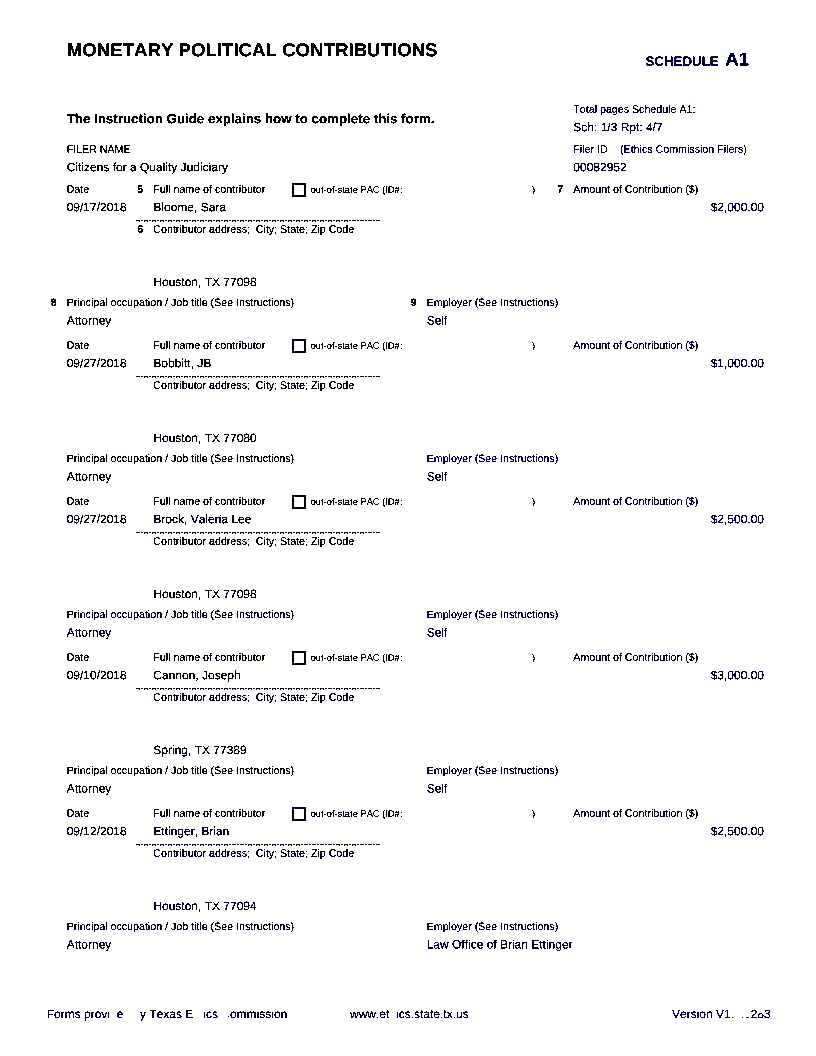 MONETARY POLITICAL CONTRIBUTIONS
SCHEDULE A1
The Instruction Guide explains how to complete this form.
Total pages Schedule A1:
Sch: 1/3 Rpt: 4/7
FILER NAME
Filer ID (Ethics Commission Filers)
Citizens for a Quality Judiciary
00082952
Date 5 Full name of contributor out-of-state PAC (ID#: ) 7 Amount of Contribution ($)
09/17/2018 Bloome, Sara $2,000.00
6 Contributor address; City; State; Zip Code
Houston, TX 77098
8 Principal occupation / Job title (See Instructions) 9 Employer (See Instructions)
Attorney Self
Date Full name of contributor out-of-state PAC (ID#: ) Amount of Contribution ($)
09/27/2018 Bobbitt, JB $1,000.00
Contributor address; City; State; Zip Code
Houston, TX 77080
Principal occupation / Job title (See Instructions) Employer (See Instructions)
Attorney Self
Date Full name of contributor out-of-state PAC (ID#: ) Amount of Contribution ($)
09/27/2018 Brock, Valeria Lee $2,500.00
Contributor address; City; State; Zip Code
Houston, TX 77098
Principal occupation / Job title (See Instructions) Employer (See Instructions)
Attorney Self
Date Full name of contributor out-of-state PAC (ID#: ) Amount of Contribution ($)
09/10/2018 Cannon, Joseph $3,000.00
Contributor address; City; State; Zip Code
Spring, TX 77389
Principal occupation / Job title (See Instructions) Employer (See Instructions)
Attorney Self
Date Full name of contributor out-of-state PAC (ID#: ) Amount of Contribution ($)
09/12/2018 Ettinger, Brian $2,500.00
Contributor address; City; State; Zip Code
Houston, TX 77094
Principal occupation / Job title (See Instructions) Employer (See Instructions)
Attorney Law Office of Brian Ettinger
Forms Texas www.et ics.state.tx.us Version